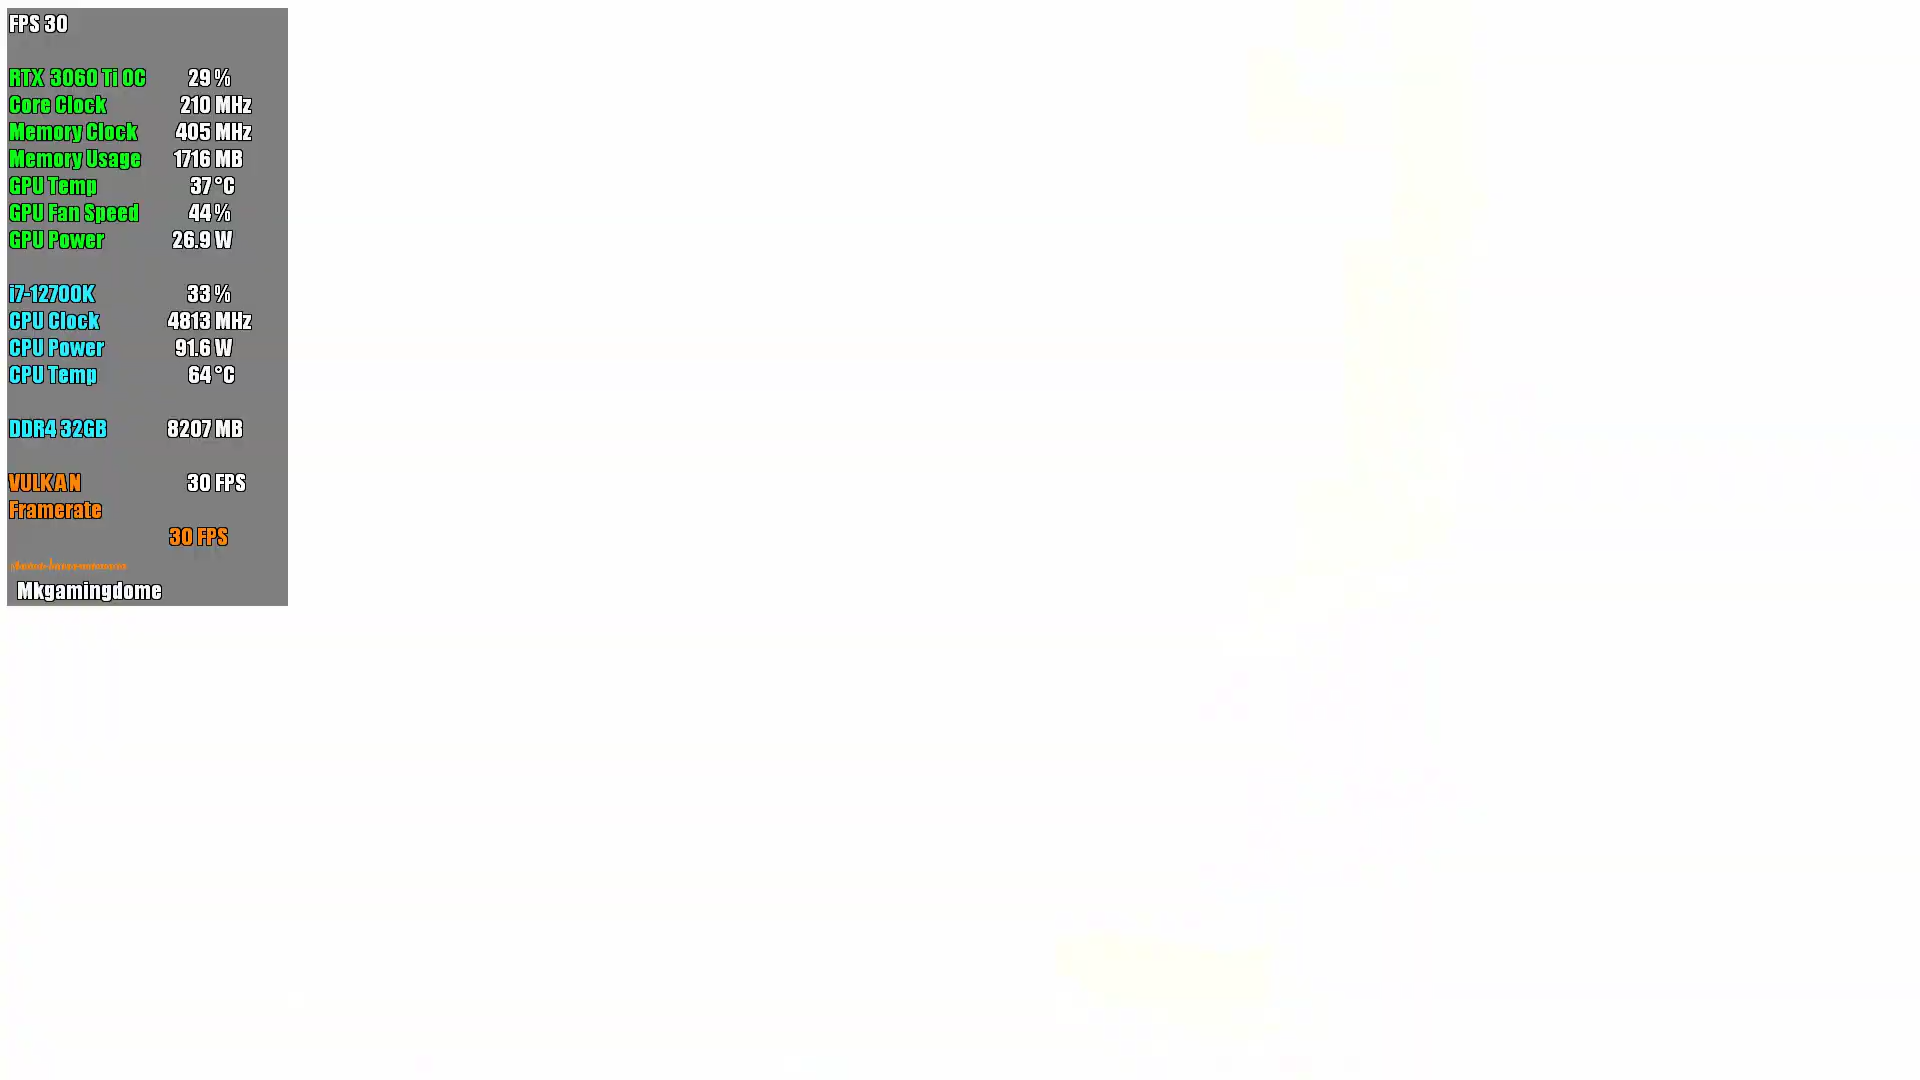 FPS 30
RTX 3060 Ti OC 29 %
Core Clock 210 MHz
Memory Clock 405 MHz
Memory Usage 1716 MB
GPU Temp 37 °C
GPU Fan Speed 44 %
GPU Power 26.9 W
i7-12700K 33 %
CPU Clock 4813 MHz
CPU Power 91.6 W
CPU Temp 64 °C
DDR4 32GB 8207 MB
VULKAN 30 FPS
Framerate
30 FPS
Mkgamingdome